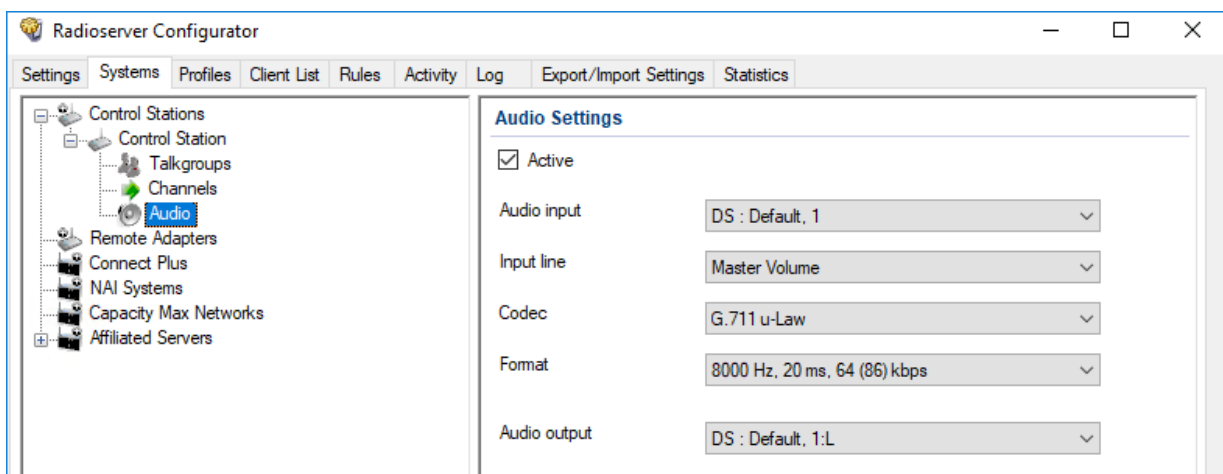 Radioserver Configurator
Settings Systems Profiles Client List Rules Activity Log Export/Import Settings Statistics
Control Stations
Control Station
Talkgroups
Channels
Audio
Remote Adapters
Connect Plus
NAI Systems
Capacity Max Networks
Affiliated Servers
Audio Settings
Active
Audio input DS : Default, 1
Input line Master Volume
Codec G.711 u-Law
Format 8000 Hz, 20 ms, 64 (86) kbps
Audio output DS : Default, 1:L